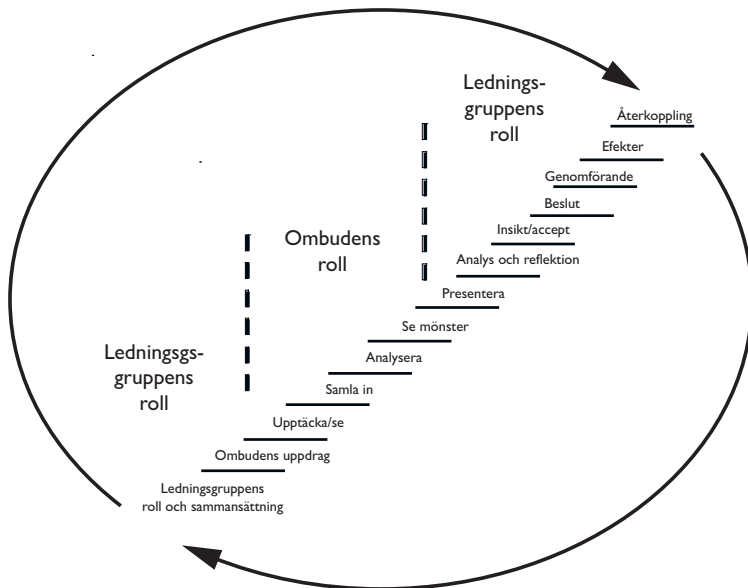 Lednings-
gruppens
roll
Återkoppling
Efekter
Genomförande
Beslut
Insikt/accept
Analys och reflektion
Ombudens
roll
Presentera
Se mönster
Analysera
Samla in
Upptäcka/se
Ombudens uppdrag
Ledningsgs-
gruppens
roll
Ledningsgruppens
roll och sammansättning